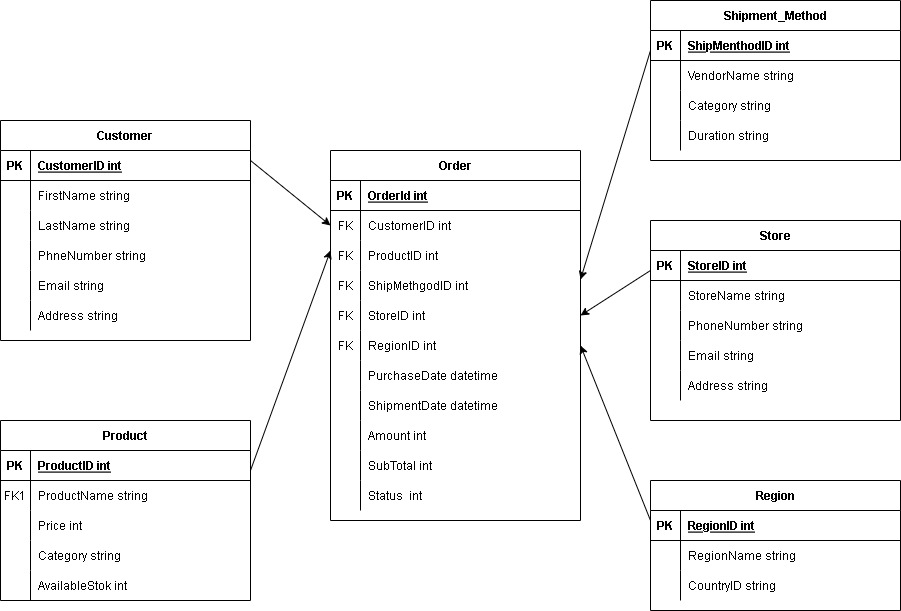 Shipment_Method
PK ShipMenthodID int
VendorName string
Category string
Duration string
Customer
PK CustomerID int
FirstName string
LastName string
PhneNumber string
Email string
Address string
Order
PK OrderId int
FK CustomerID int
FK ProductID int
FK ShipMethgodID int
FK StoreID int
FK RegionID int
PurchaseDate datetime
ShipmentDate datetime
Amount int
SubTotal int
Status int
Store
PK StoreID int
StoreName string
PhoneNumber string
Email string
Address string
Product
PK ProductID int
FK1 ProductName string
Price int
Category string
AvailableStok int
Region
PK RegionID int
RegionName string
CountryID string